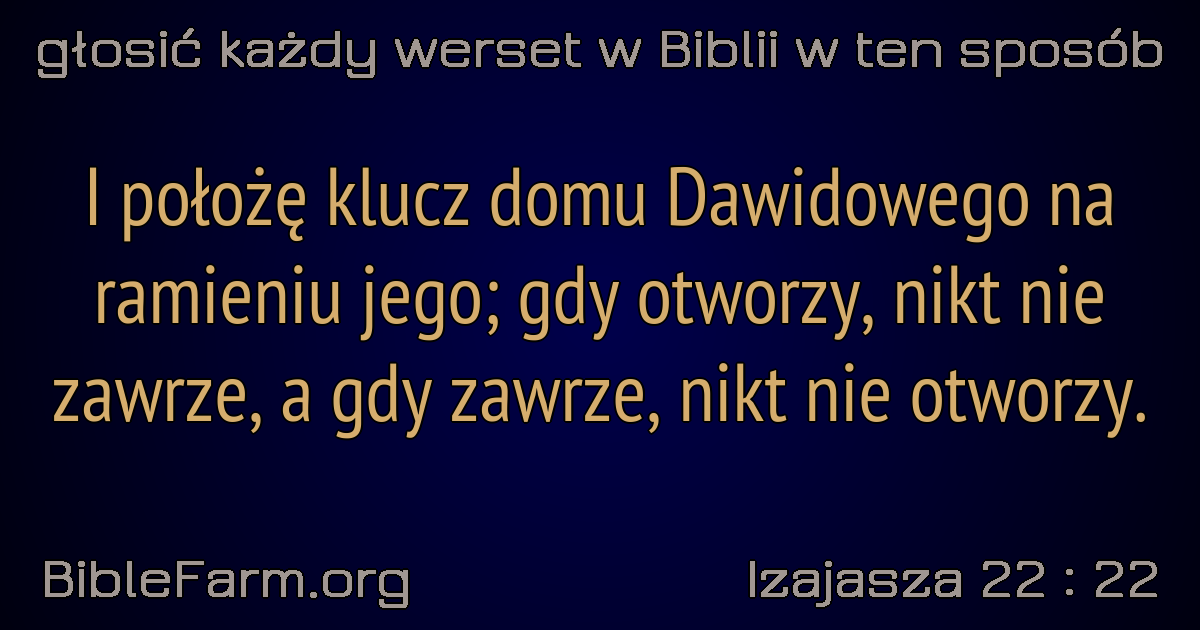 głosić każdy werset w Biblii w ten sposób
I położę klucz domu Dawidowego na
ramieniu jego; gdy otworzy, nikt nie
zawrze, a gdy zawrze, nikt nie otworzy.
BibleFarm.org
Izajasza 22 : 22